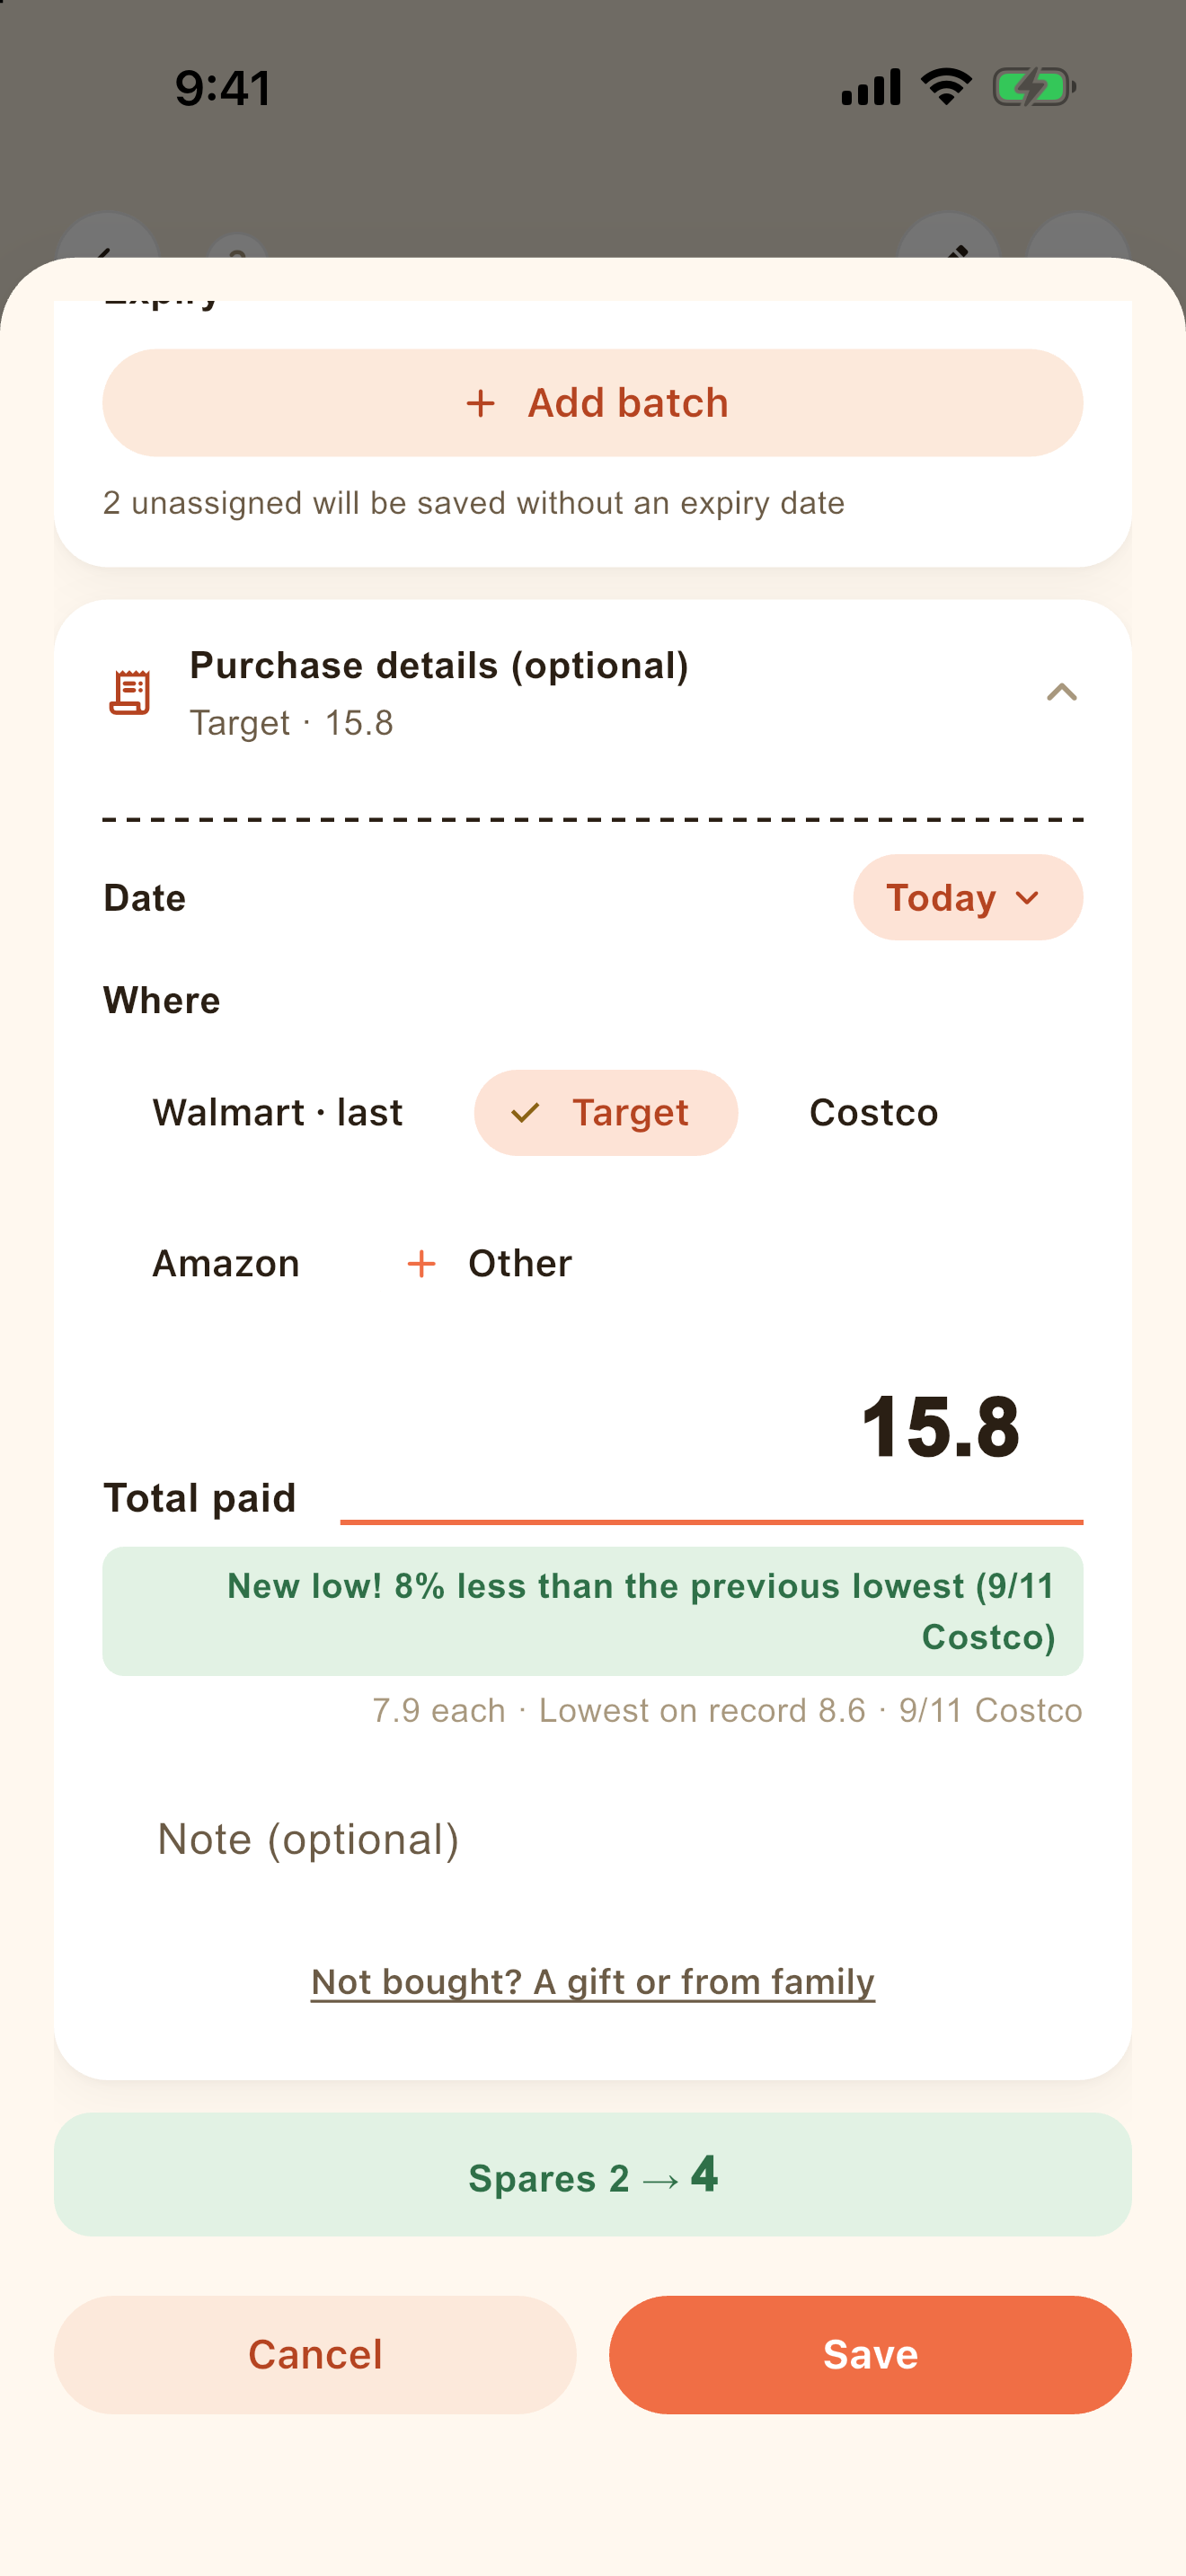 9:41
Expiry
+ Add batch
2 unassigned will be saved without an expiry date
Purchase details (optional)
Target · 15.8
Date
Today
Where
Walmart · last
Target
Costco
Amazon
+ Other
15.8
Total paid
New low! 8% less than the previous lowest (9/11
Costco)
7.9 each · Lowest on record 8.6 · 9/11 Costco
Note (optional)
Not bought? A gift or from family
Spares 2 → 4
Cancel
Save